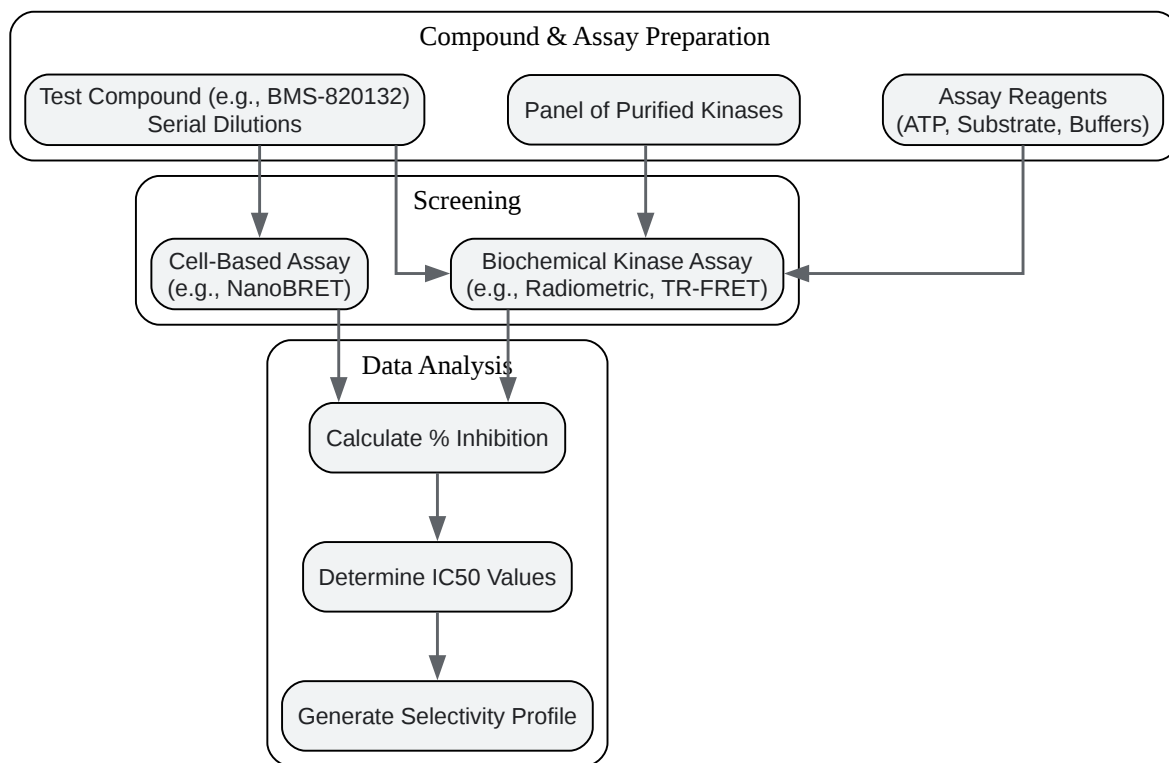 Compound & Assay Preparation
Test Compound (e.g., BMS-820132)
Serial Dilutions
Panel of Purified Kinases
Assay Reagents
(ATP, Substrate, Buffers)
Screening
Cell-Based Assay
(e.g., NanoBRET)
Biochemical Kinase Assay
(e.g., Radiometric, TR-FRET)
Data Analysis
Calculate % Inhibition
Determine IC50 Values
Generate Selectivity Profile